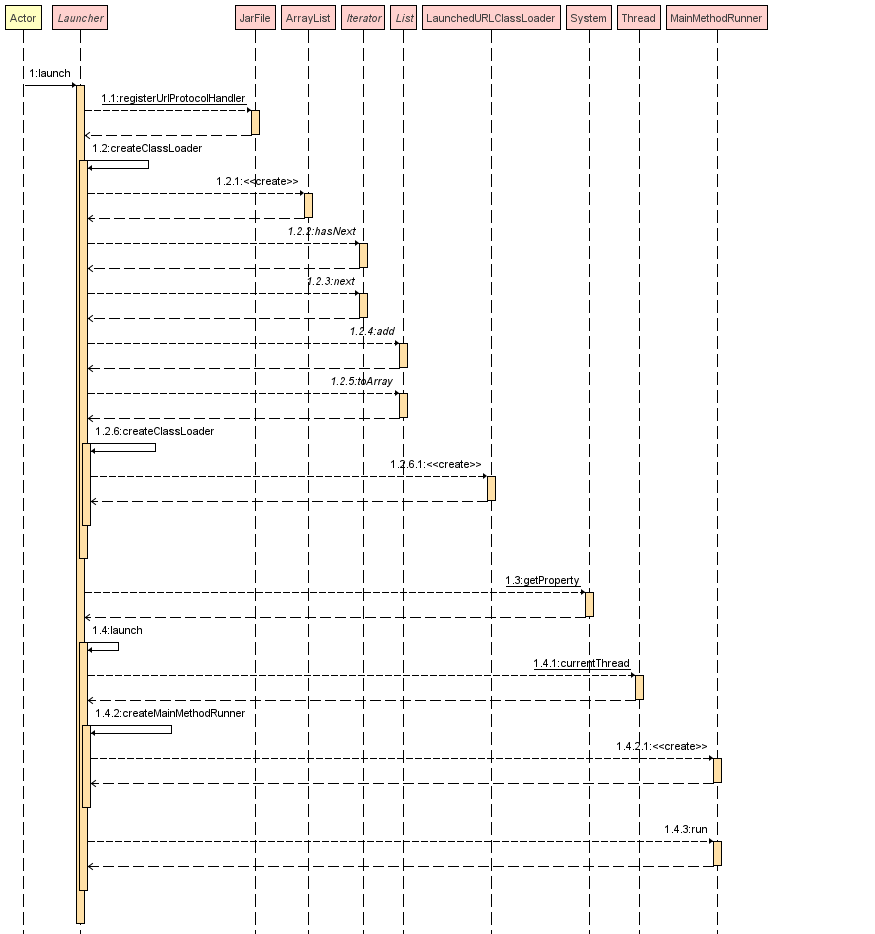 Actor Launcher JarFile ArrayList Iterator List LaunchedURLClassLoader System Thread MainMethodRunner
1:launch
1.1:registerUrlProtocolHandler
1.2:createClassLoader
1.2.1:<<create>>
1.2.2:hasNext
1.2.3:next
1.2.4:add
1.2.5:toArray
1.2.6:createClassLoader
1.2.6.1:<<create>>
1.3:getProperty
1.4:launch
1.4.1:currentThread
1.4.2:createMainMethodRunner
1.4.2.1:<<create>>
1.4.3:run